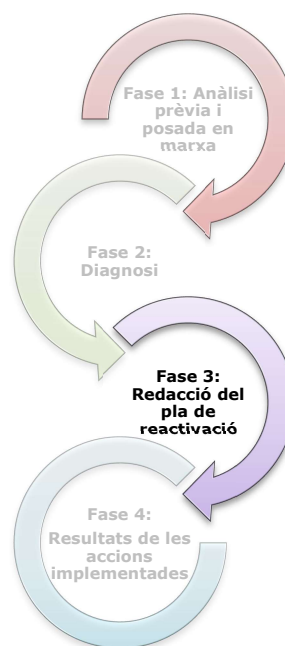 Fase 1: Anàlisi
prèvia i
posada en
marxa
Fase 2:
Diagnosi
Fase 3:
Redacció del
pla de
reactivació
Fase 4:
Resultats de les
accions
implementades